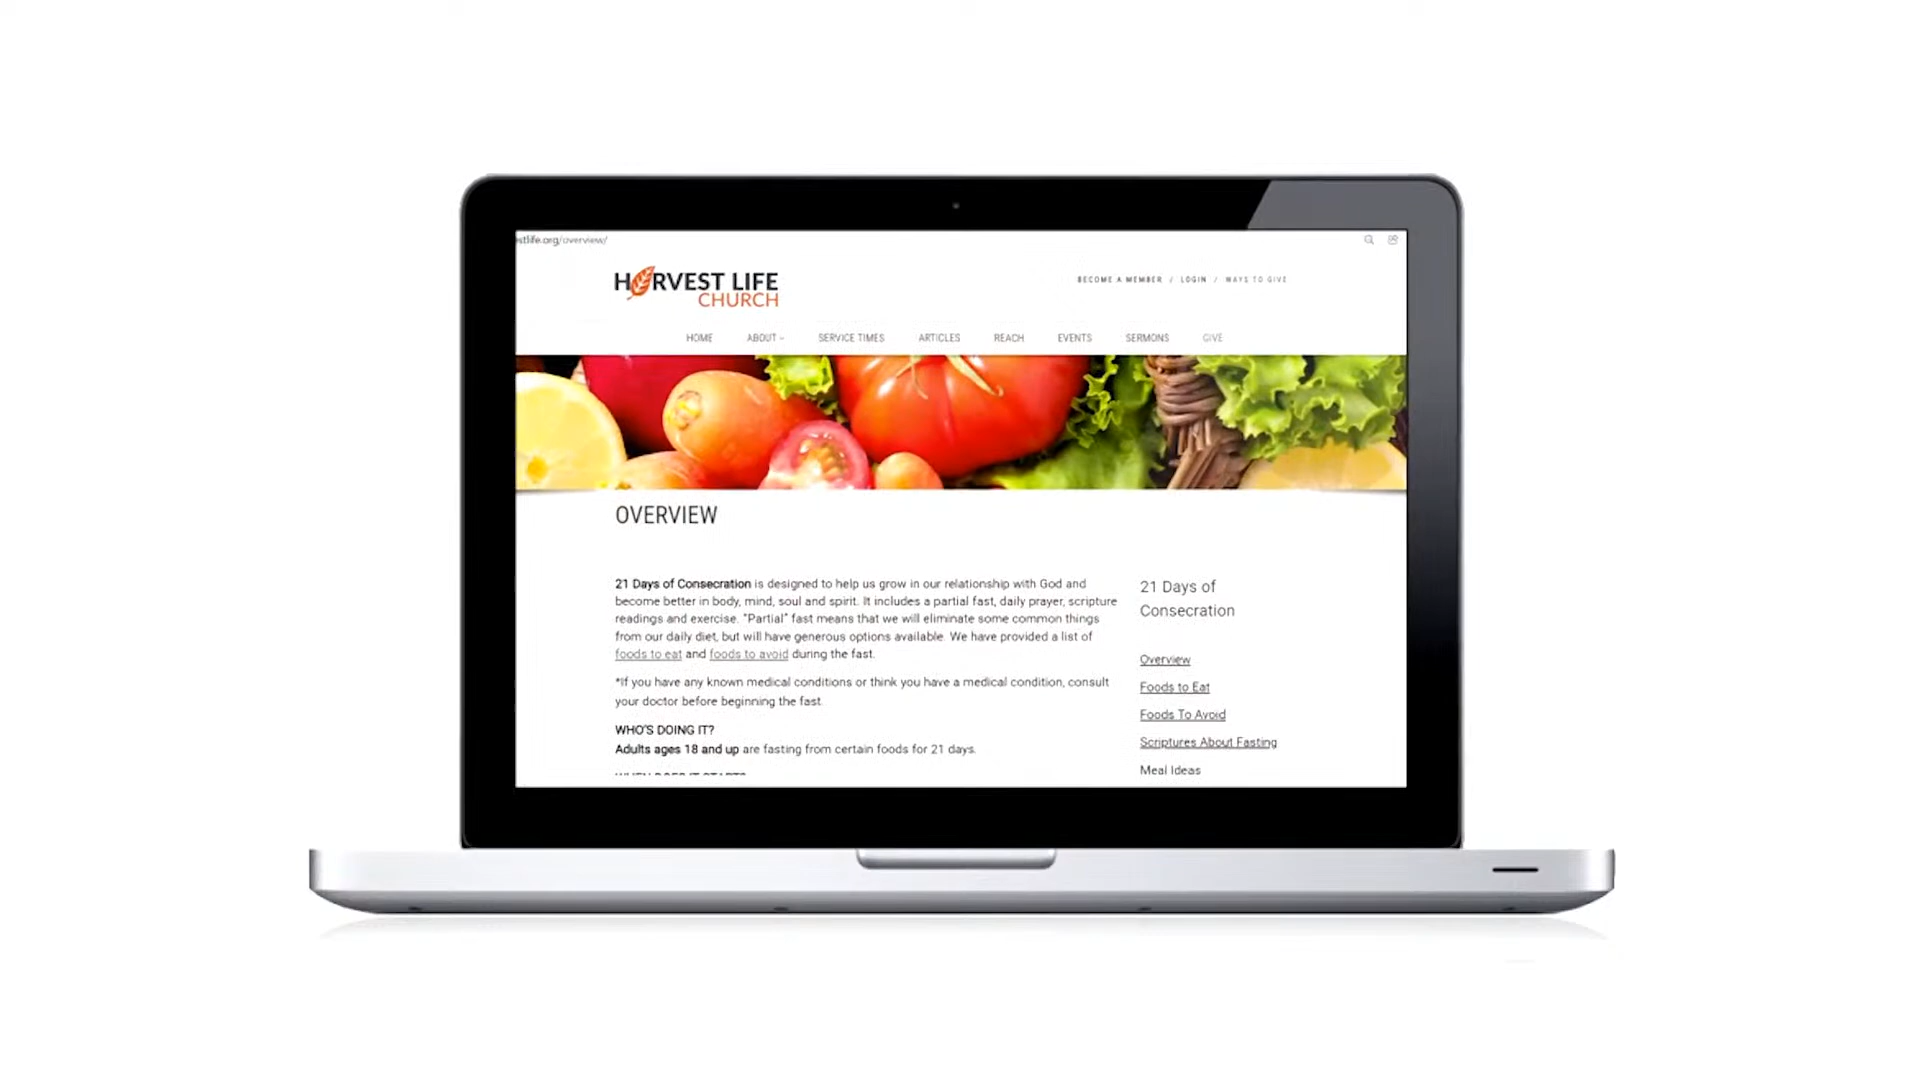 stlife.org/overview/
HARVEST LIFE
CHURCH
BECOME A MEMBER / LOGIN / WAYS TO GIVE
HOME ABOUT SERVICE TIMES ARTICLES REACH EVENTS SERMONS GIVE
OVERVIEW
21 Days of Consecration is designed to help us grow in our relationship with God and
become better in body, mind, soul and spirit. It includes a partial fast, daily prayer, scripture
readings and exercise. “Partial” fast means that we will eliminate some common things
from our daily diet, but will have generous options available. We have provided a list of
foods to eat and foods to avoid during the fast.
*If you have any known medical conditions or think you have a medical condition, consult
your doctor before beginning the fast.
WHO'S DOING IT?
Adults ages 18 and up are fasting from certain foods for 21 days.
WHEN DOES IT START?
21 Days of
Consecration
Overview
Foods to Eat
Foods To Avoid
Scriptures About Fasting
Meal Ideas